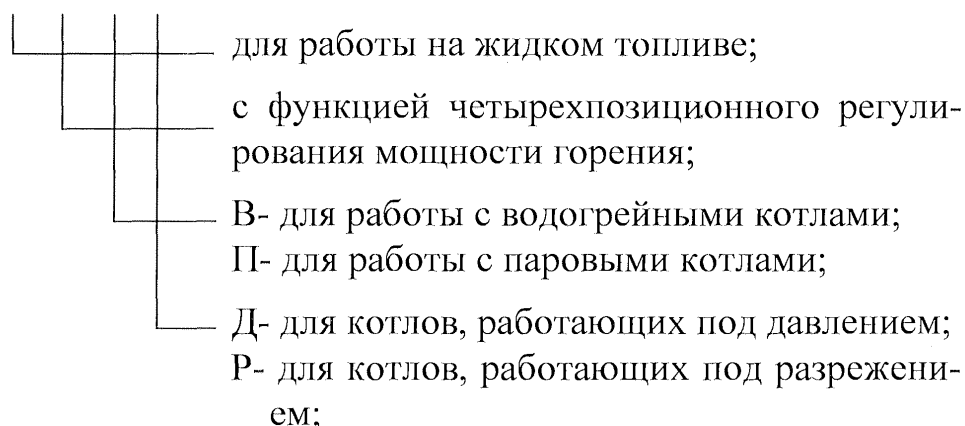 для работы на жидком топливе;
с функцией четырехпозиционного регули-
рования мощности горения;
В- для работы с водогрейными котлами;
П- для работы с паровыми котлами;
Д- для котлов, работающих под давлением;
Р- для котлов, работающих под разрежени-
ем;